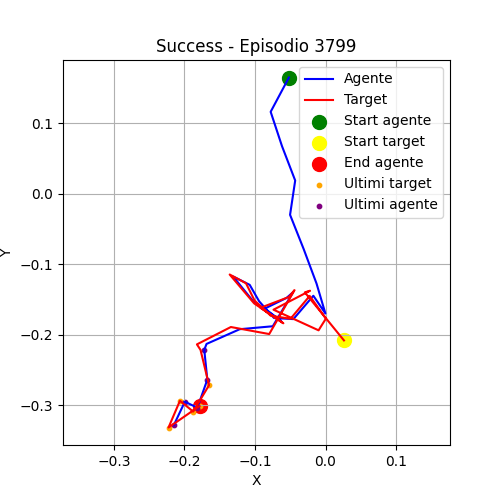 Success - Episodio 3799
Agente
Target
Start agente
Start target
End agente
Ultimi target
Ultimi agente
0.1
0.0
−0.1
−0.2
−0.3
Y
−0.3
−0.2
−0.1
0.0
0.1
X